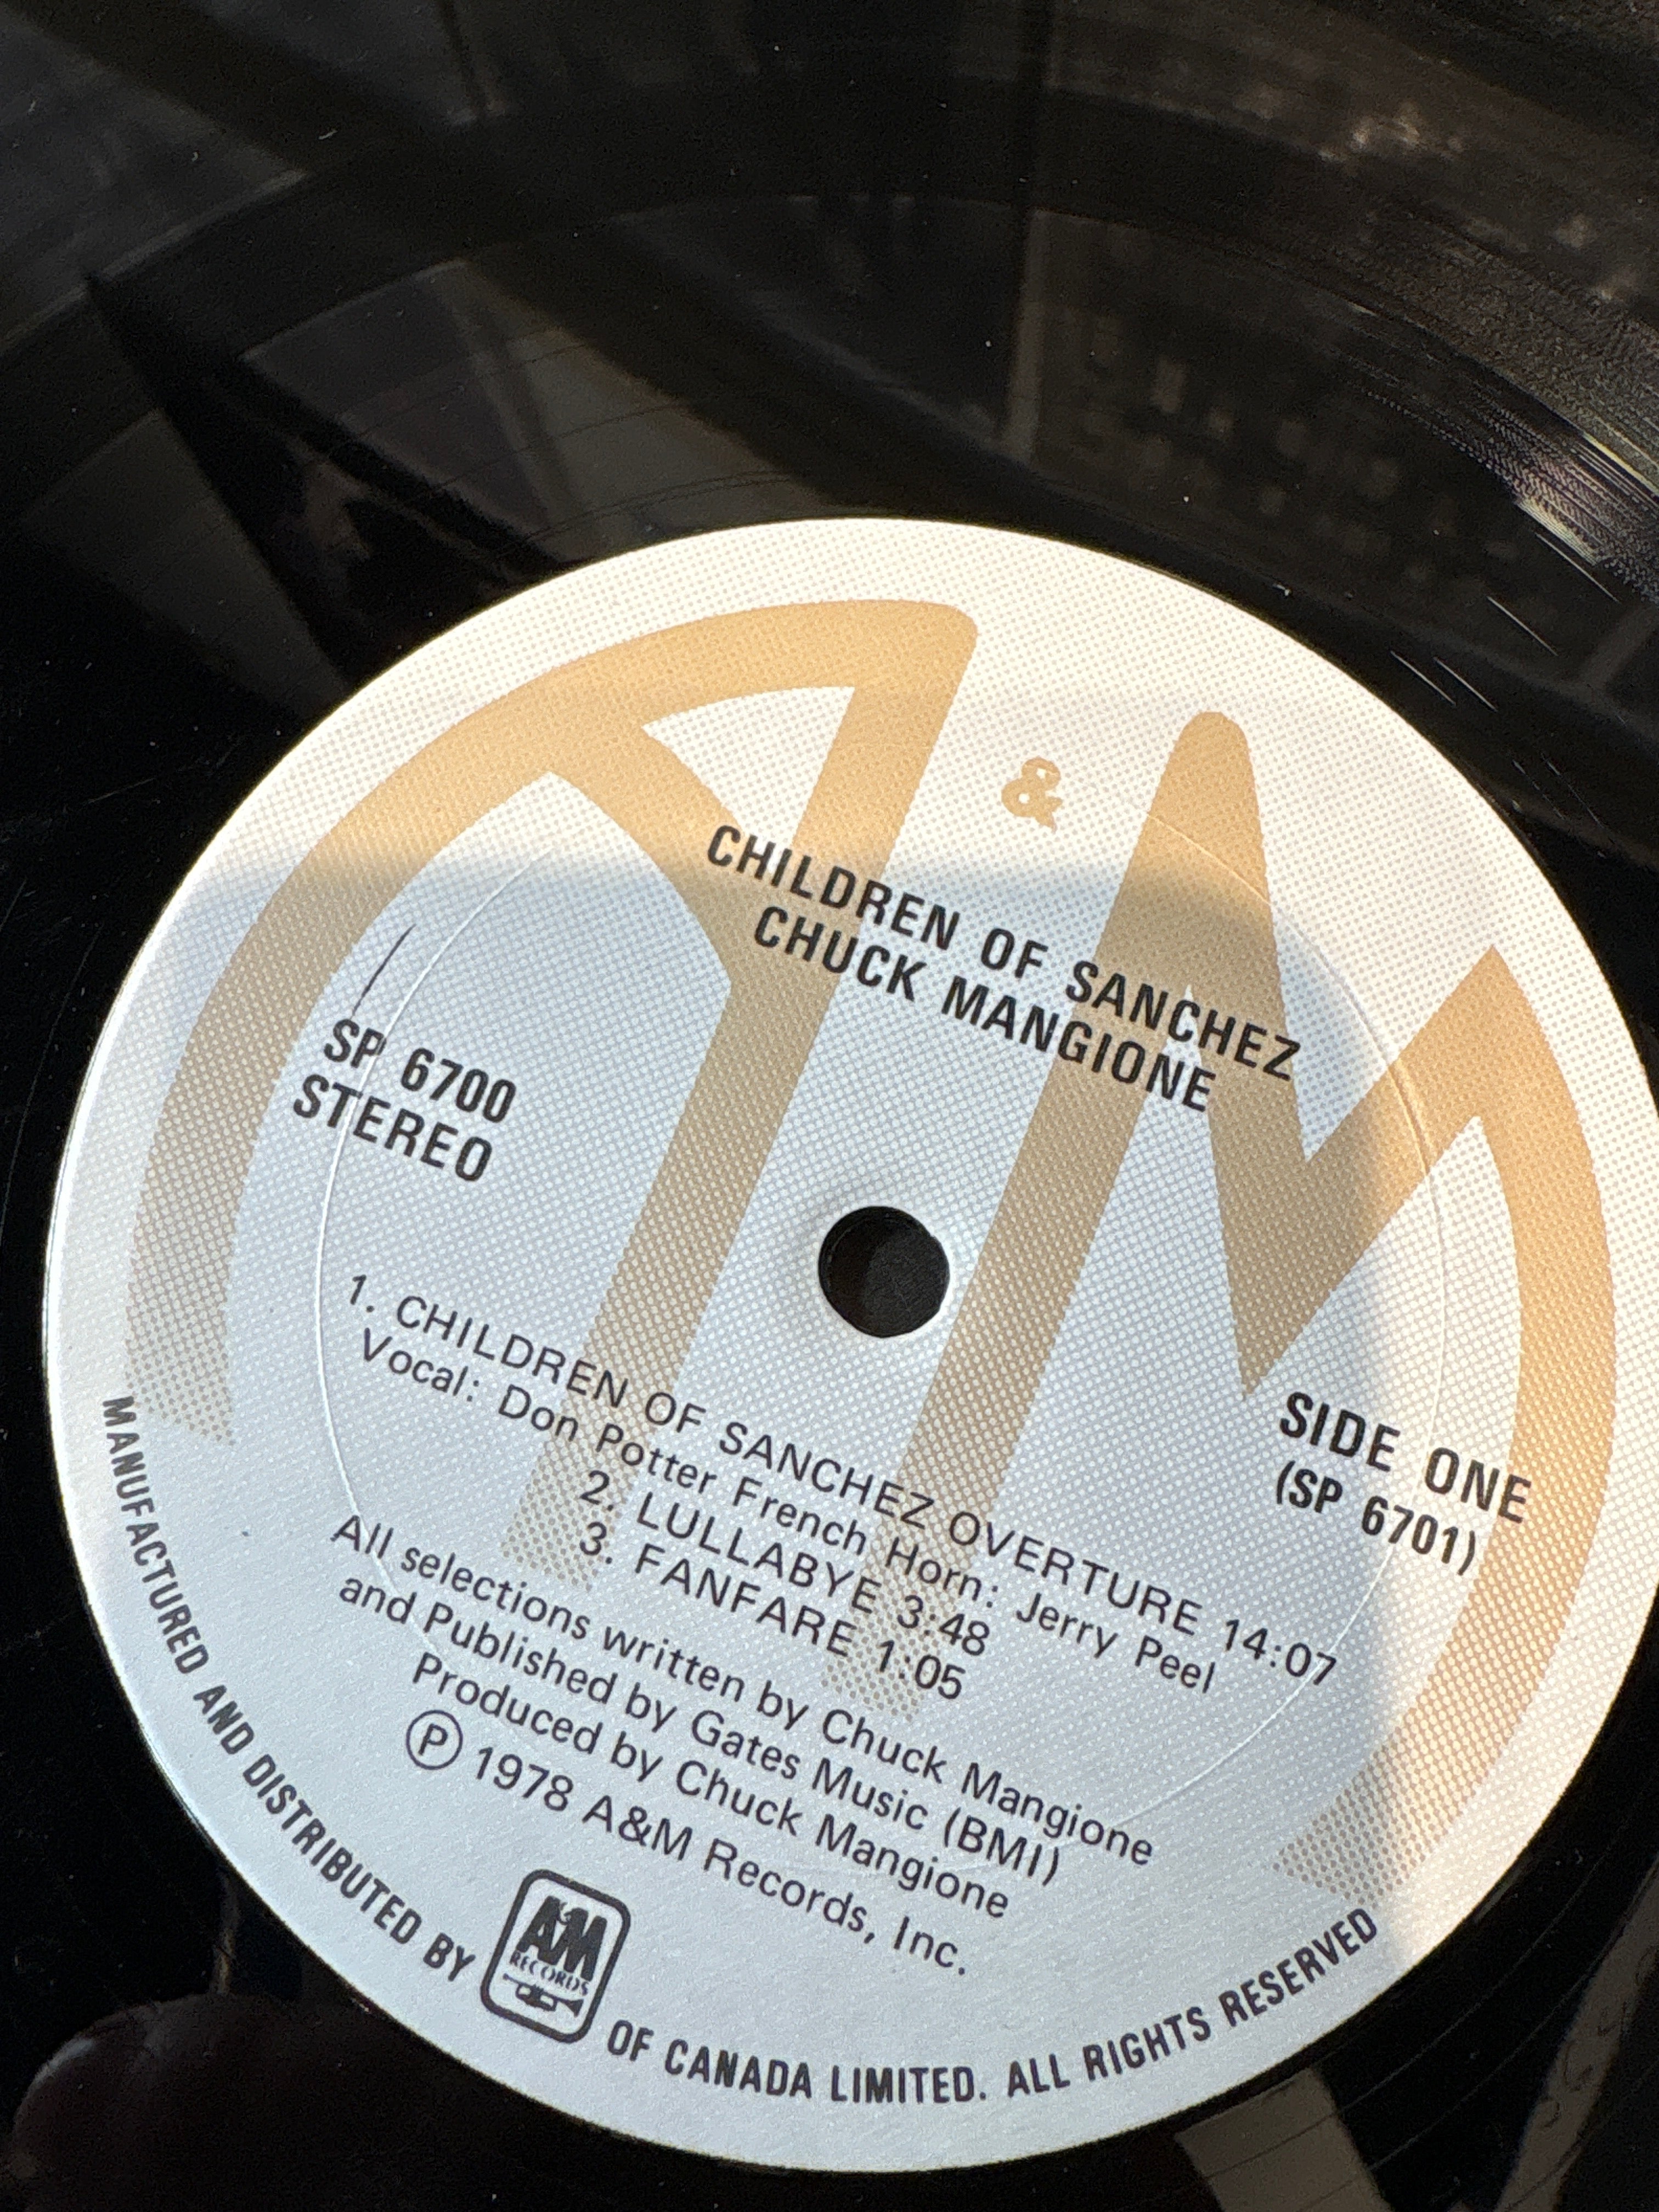 A & M
CHILDREN OF SANCHEZ
CHUCK MANGIONE
SP 6700
STEREO
SIDE ONE
(SP 6701)
1. CHILDREN OF SANCHEZ OVERTURE 14:07
Vocal: Don Potter French Horn: Jerry Peel
2. LULLABYE 3:48
3. FANFARE 1:05
All selections written by Chuck Mangione
and Published by Gates Music (BMI)
Produced by Chuck Mangione
Ⓟ 1978 A&M Records, Inc.
MANUFACTURED AND DISTRIBUTED BY A&M RECORDS OF CANADA LIMITED. ALL RIGHTS RESERVED